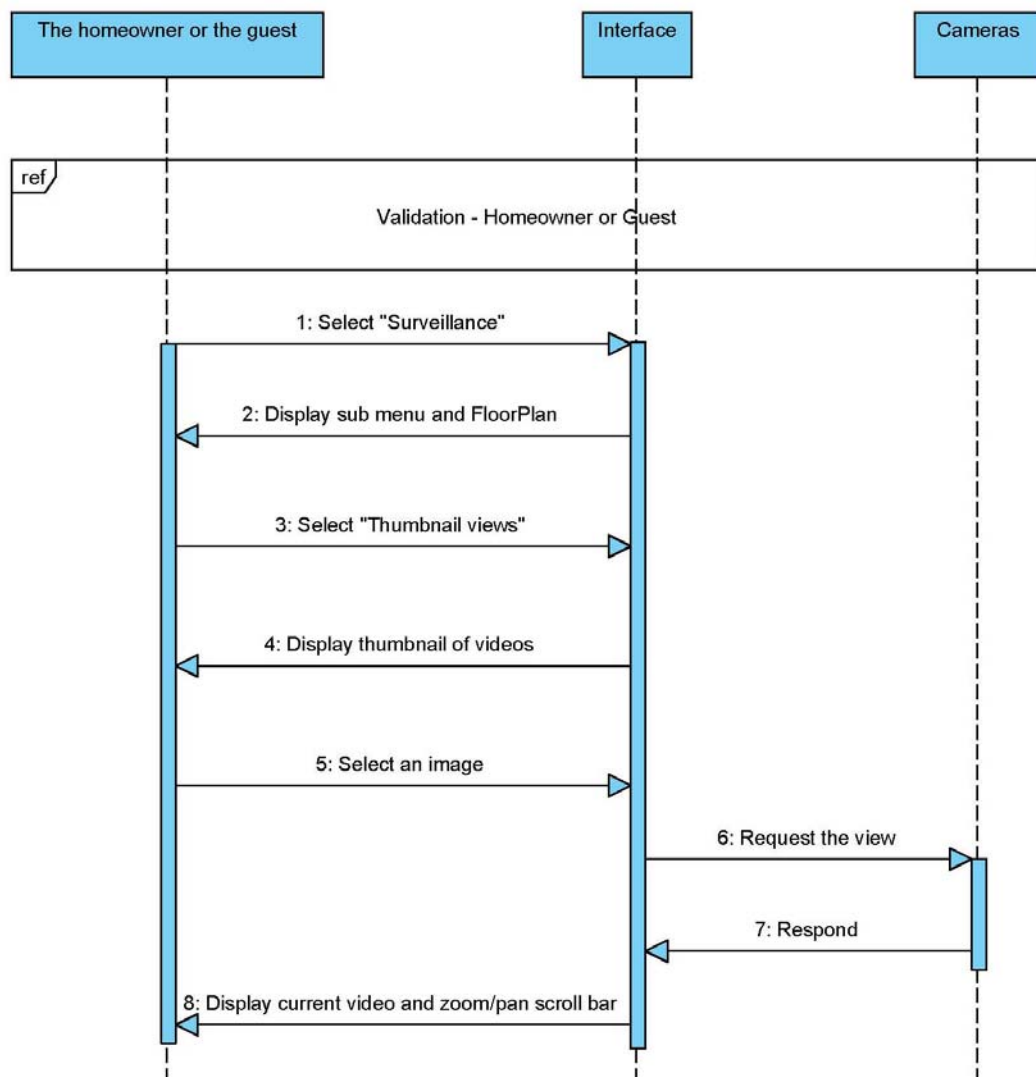 The homeowner or the guest
Interface
Cameras
ref
Validation - Homeowner or Guest
1: Select "Surveillance"
2: Display sub menu and FloorPlan
3: Select "Thumbnail views"
4: Display thumbnail of videos
5: Select an image
6: Request the view
7: Respond
8: Display current video and zoom/pan scroll bar